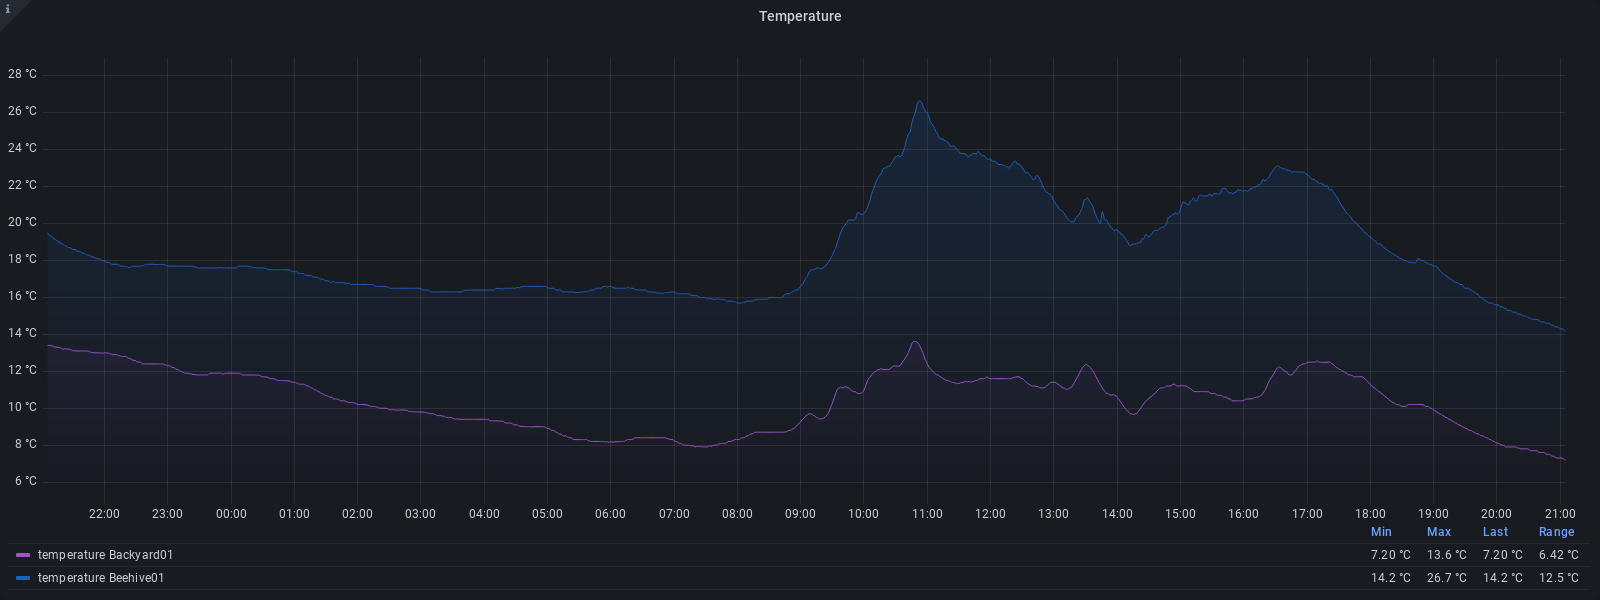 i
Temperature
28 °C
26 °C
24 °C
22 °C
20 °C
18 °C
16 °C
14 °C
12 °C
10 °C
8 °C
6 °C
22:00 23:00 00:00 01:00 02:00 03:00 04:00 05:00 06:00 07:00 08:00 09:00 10:00 11:00 12:00 13:00 14:00 15:00 16:00 17:00 18:00 19:00 20:00 21:00
Min Max Last Range
temperature Backyard01 7.20 °C 13.6 °C 7.20 °C 6.42 °C
temperature Beehive01 14.2 °C 26.7 °C 14.2 °C 12.5 °C